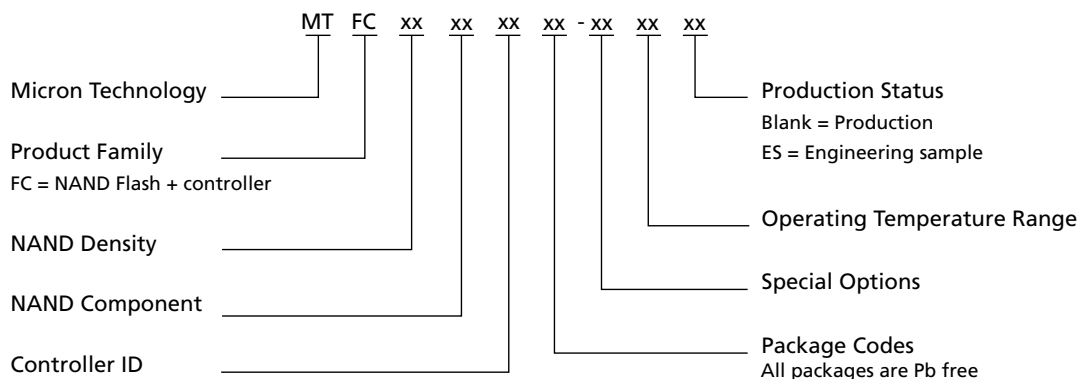 MT FC xx xx xx xx - xx xx xx
Micron Technology
Product Family
FC = NAND Flash + controller
NAND Density
NAND Component
Controller ID
Production Status
Blank = Production
ES = Engineering sample
Operating Temperature Range
Special Options
Package Codes
All packages are Pb free